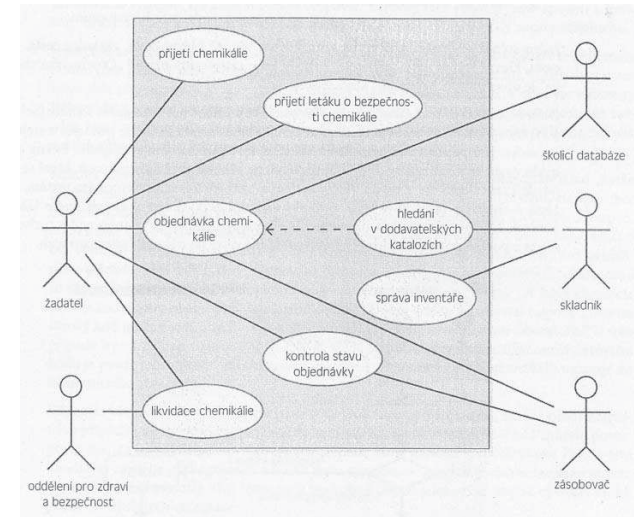 přijetí chemikálie
přijetí letáku o bezpečnos-
ti chemikálie
školicí databáze
objednávka chemi-
kálie
hledání
v dodavatelských
katalozích
správa inventáře
žadatel
skladník
kontrola stavu
objednávky
likvidace chemikálie
oddělení pro zdraví
a bezpečnost
zásobovač